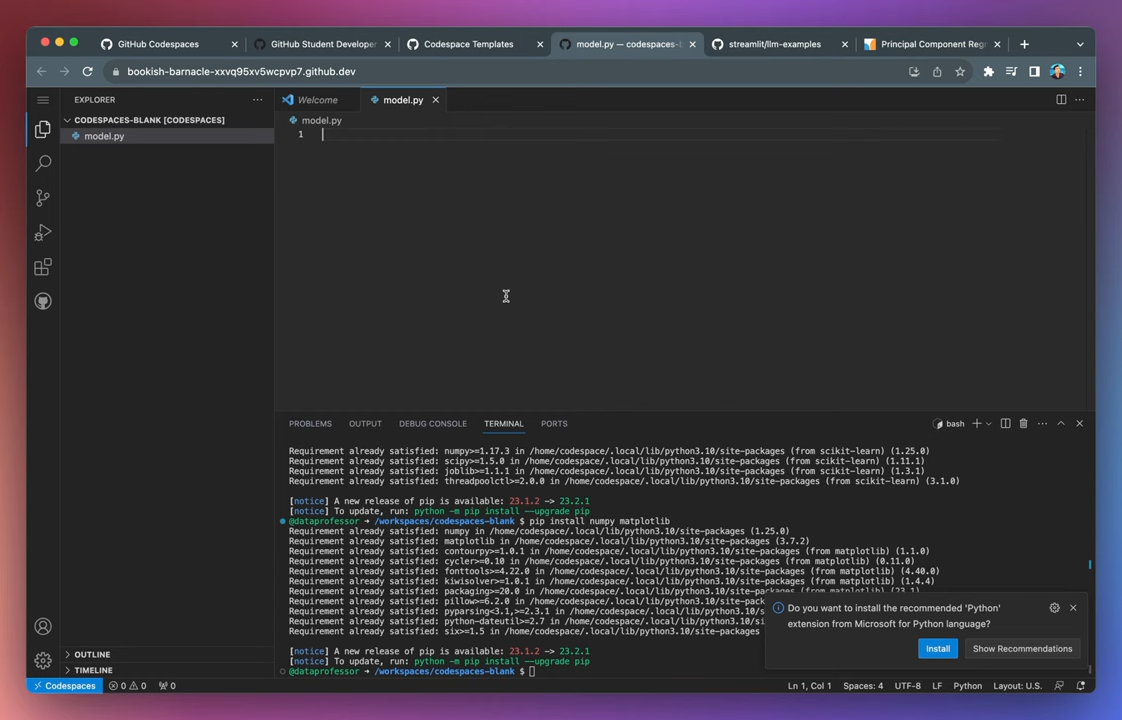 GitHub Codespaces
GitHub Student Developer
Codespace Templates
model.py — codespaces-b
streamlit/llm-examples
Principal Component Regr
bookish-barnacle-xxvq95xv5wcpvp7.github.dev
EXPLORER
Welcome
model.py
CODESPACES-BLANK [CODESPACES]
model.py
model.py
1
PROBLEMS
OUTPUT
DEBUG CONSOLE
TERMINAL
PORTS
bash
Requirement already satisfied: numpy>=1.17.3 in /home/codespace/.local/lib/python3.10/site-packages (from scikit-learn) (1.25.0)
Requirement already satisfied: scipy>=1.5.0 in /home/codespace/.local/lib/python3.10/site-packages (from scikit-learn) (1.11.1)
Requirement already satisfied: joblib>=1.1.1 in /home/codespace/.local/lib/python3.10/site-packages (from scikit-learn) (1.3.1)
Requirement already satisfied: threadpoolctl>=2.0.0 in /home/codespace/.local/lib/python3.10/site-packages (from scikit-learn) (3.1.0)
[notice] A new release of pip is available: 23.1.2 -> 23.2.1
[notice] To update, run: python -m pip install --upgrade pip
@dataprofessor → /workspaces/codespaces-blank $ pip install numpy matplotlib
Requirement already satisfied: numpy in /home/codespace/.local/lib/python3.10/site-packages (1.25.0)
Requirement already satisfied: matplotlib in /home/codespace/.local/lib/python3.10/site-packages (3.7.2)
Requirement already satisfied: contourpy>=1.0.1 in /home/codespace/.local/lib/python3.10/site-packages (from matplotlib) (1.1.0)
Requirement already satisfied: cycler>=0.10 in /home/codespace/.local/lib/python3.10/site-packages (from matplotlib) (0.11.0)
Requirement already satisfied: fonttools>=4.22.0 in /home/codespace/.local/lib/python3.10/site-packages (from matplotlib) (4.40.0)
Requirement already satisfied: kiwisolver>=1.0.1 in /home/codespace/.local/lib/python3.10/site-packages (from matplotlib) (1.4.4)
Requirement already satisfied: packaging>=20.0 in /home/codespace/.local/lib/python3.10/site-packages (from matplotlib) (23.1)
Requirement already satisfied: pillow>=6.2.0 in /home/codespace/.local/lib/python3.10/site-p
Requirement already satisfied: pyparsing<3.1,>=2.3.1 in /home/codespace/.local/lib/python3.10
Requirement already satisfied: python-dateutil>=2.7 in /home/codespace/.local/lib/python3.10/si
Requirement already satisfied: six>=1.5 in /home/codespace/.local/lib/python3.10/site-packages
[notice] A new release of pip is available: 23.1.2 -> 23.2.1
[notice] To update, run: python -m pip install --upgrade pip
@dataprofessor → /workspaces/codespaces-blank $
Do you want to install the recommended 'Python'
extension from Microsoft for Python language?
Install
Show Recommendations
OUTLINE
TIMELINE
Codespaces
0 0
0
Ln 1, Col 1
Spaces: 4
UTF-8
LF
Python
Layout: U.S.